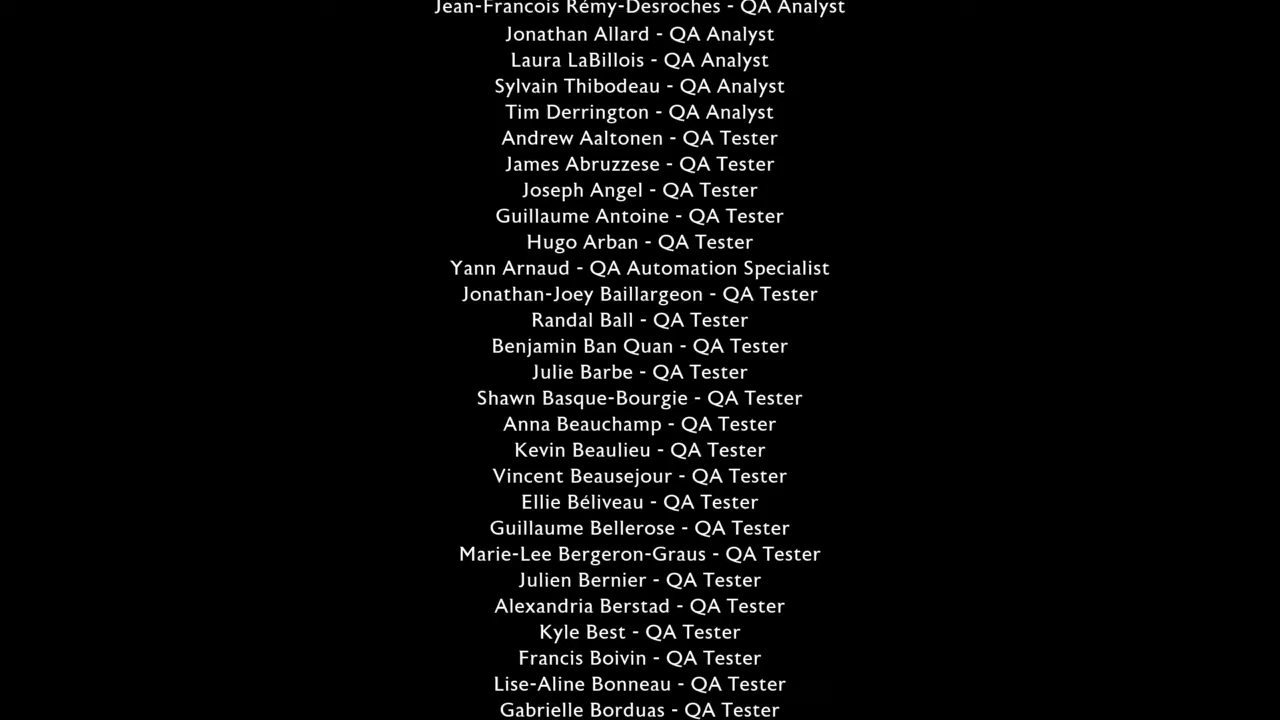 Jean-Francois Rémy-Desroches - QA Analyst
Jonathan Allard - QA Analyst
Laura LaBillois - QA Analyst
Sylvain Thibodeau - QA Analyst
Tim Derrington - QA Analyst
Andrew Aaltonen - QA Tester
James Abruzzese - QA Tester
Joseph Angel - QA Tester
Guillaume Antoine - QA Tester
Hugo Arban - QA Tester
Yann Arnaud - QA Automation Specialist
Jonathan-Joey Baillargeon - QA Tester
Randal Ball - QA Tester
Benjamin Ban Quan - QA Tester
Julie Barbe - QA Tester
Shawn Basque-Bourgie - QA Tester
Anna Beauchamp - QA Tester
Kevin Beaulieu - QA Tester
Vincent Beausejour - QA Tester
Ellie Béliveau - QA Tester
Guillaume Bellerose - QA Tester
Marie-Lee Bergeron-Graus - QA Tester
Julien Bernier - QA Tester
Alexandria Berstad - QA Tester
Kyle Best - QA Tester
Francis Boivin - QA Tester
Lise-Aline Bonneau - QA Tester
Gabrielle Borduas - QA Tester